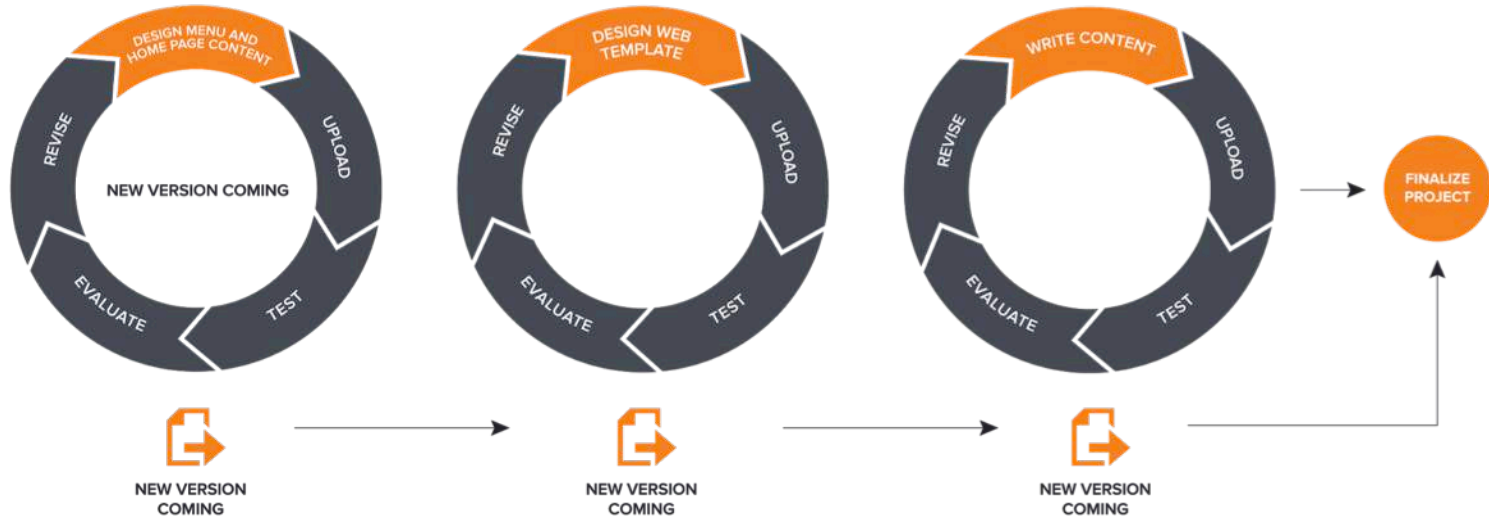 DESIGN MENU AND
HOME PAGE CONTENT
UPLOAD
TEST
EVALUATE
REVISE
NEW VERSION COMING
NEW VERSION
COMING
DESIGN WEB
TEMPLATE
UPLOAD
TEST
EVALUATE
REVISE
NEW VERSION
COMING
WRITE CONTENT
UPLOAD
TEST
EVALUATE
REVISE
NEW VERSION
COMING
FINALIZE
PROJECT